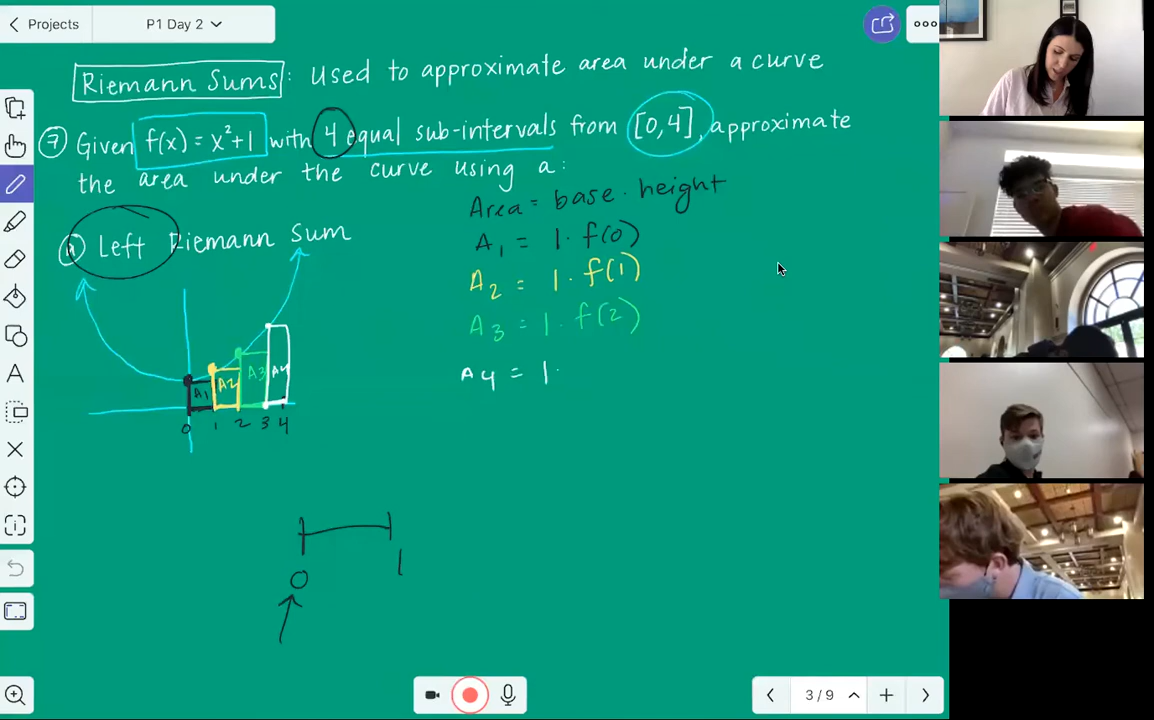 Projects
P1 Day 2
Riemann Sums: Used to approximate area under a curve
7 Given f(x) = x²+1 with 4 equal sub-intervals from [0,4], approximate
the area under the curve using a:
a Left Riemann Sum
Area = base · height
A₁ = 1 · f(0)
A₂ = 1 · f(1)
A₃ = 1 · f(2)
A4 = 1 ·
A₁ A2 A3 A4
0 1 2 3 4
0 1
3 / 9